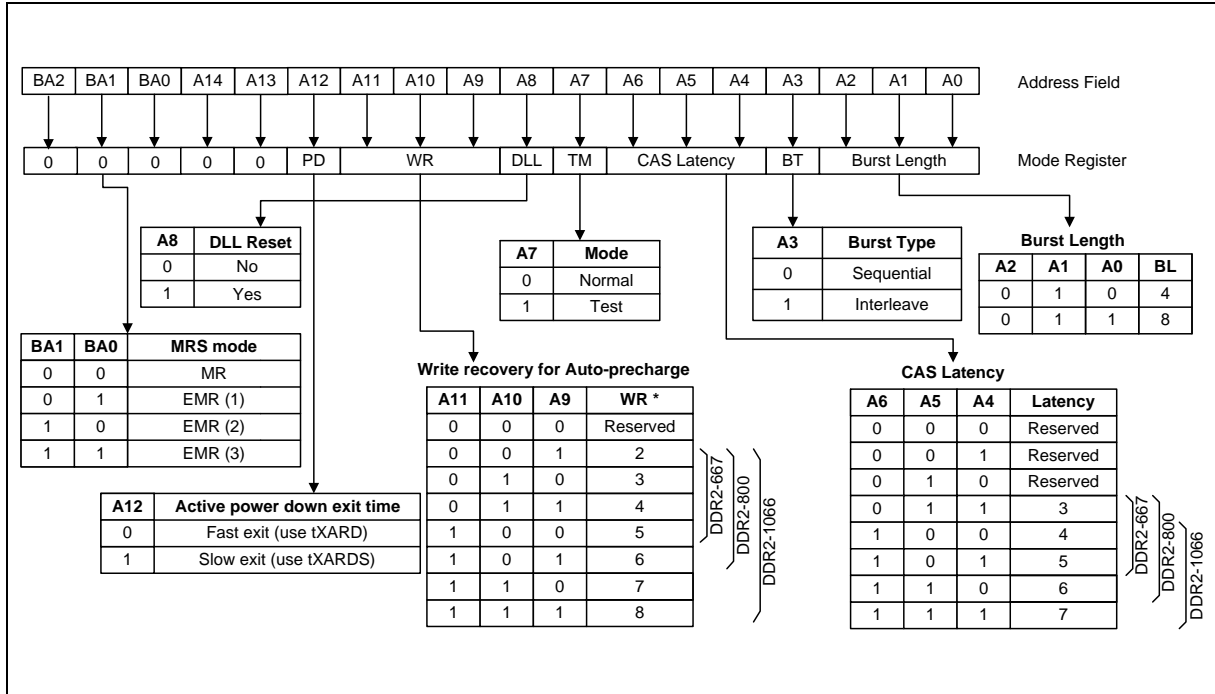 BA2 BA1 BA0 A14 A13 A12 A11 A10 A9 A8 A7 A6 A5 A4 A3 A2 A1 A0 Address Field
0 0 0 0 0 PD WR DLL TM CAS Latency BT Burst Length Mode Register
A8 DLL Reset
0 No
1 Yes
A7 Mode
0 Normal
1 Test
A3 Burst Type
0 Sequential
1 Interleave
Burst Length
A2 A1 A0 BL
0 1 0 4
0 1 1 8
BA1 BA0 MRS mode
0 0 MR
0 1 EMR (1)
1 0 EMR (2)
1 1 EMR (3)
A12 Active power down exit time
0 Fast exit (use tXARD)
1 Slow exit (use tXARDS)
Write recovery for Auto-precharge
A11 A10 A9 WR *
0 0 0 Reserved
0 0 1 2
0 1 0 3
0 1 1 4
1 0 0 5
1 0 1 6
1 1 0 7
1 1 1 8
DDR2-667
DDR2-800
DDR2-1066
CAS Latency
A6 A5 A4 Latency
0 0 0 Reserved
0 0 1 Reserved
0 1 0 Reserved
0 1 1 3
1 0 0 4
1 0 1 5
1 1 0 6
1 1 1 7
DDR2-667
DDR2-800
DDR2-1066